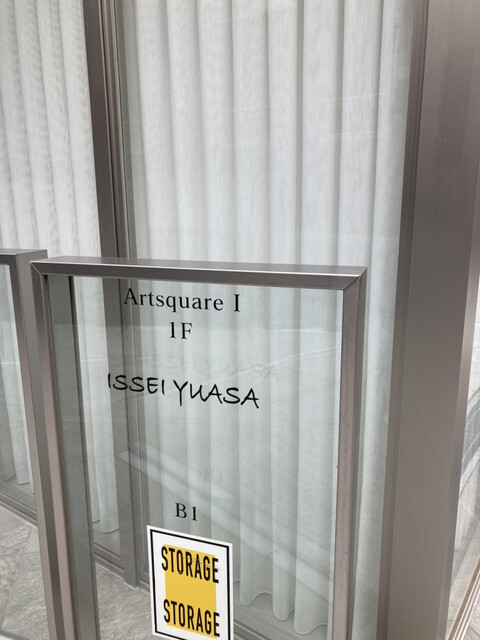 Artsquare I
1F
ISSEI YUASA
B1
STORAGE
STORAGE